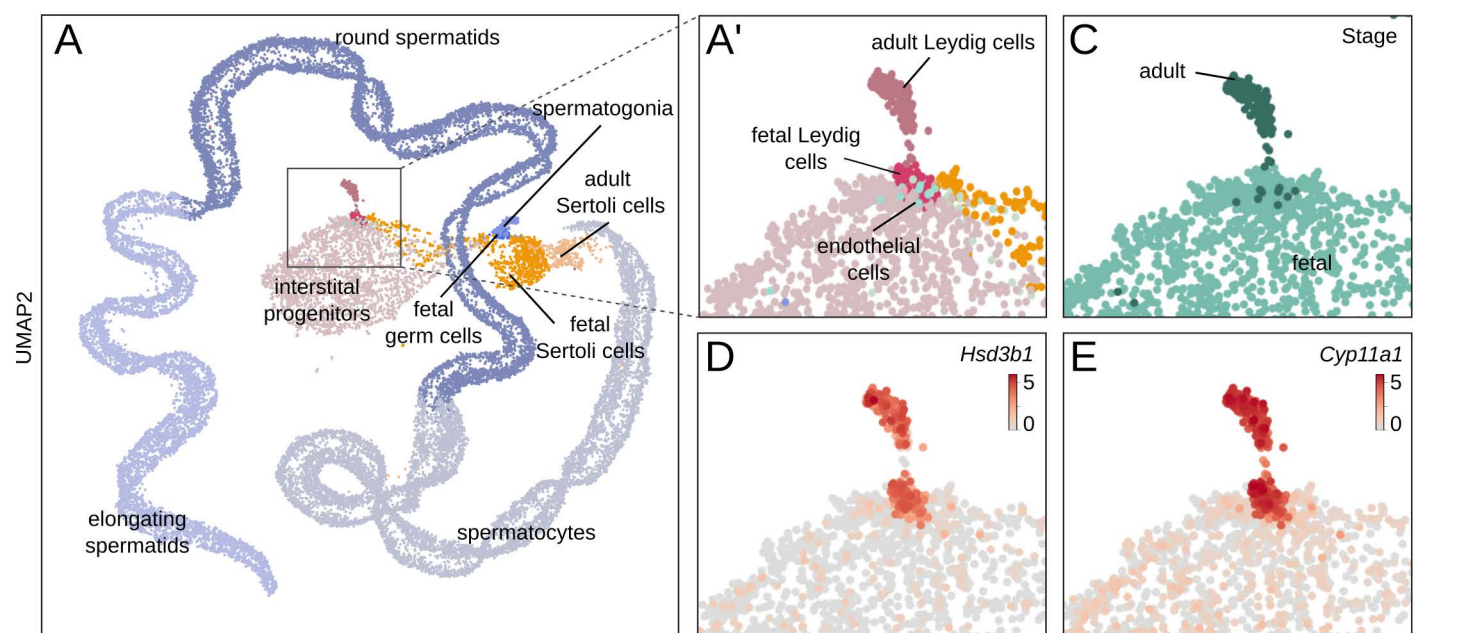 A
round spermatids
spermatogonia
adult
Sertoli cells
interstital
progenitors
fetal
germ cells
fetal
Sertoli cells
elongating
spermatids
spermatocytes
UMAP2
A'
adult Leydig cells
fetal Leydig
cells
endothelial
cells
C
Stage
adult
fetal
D
Hsd3b1
5
0
E
Cyp11a1
5
0